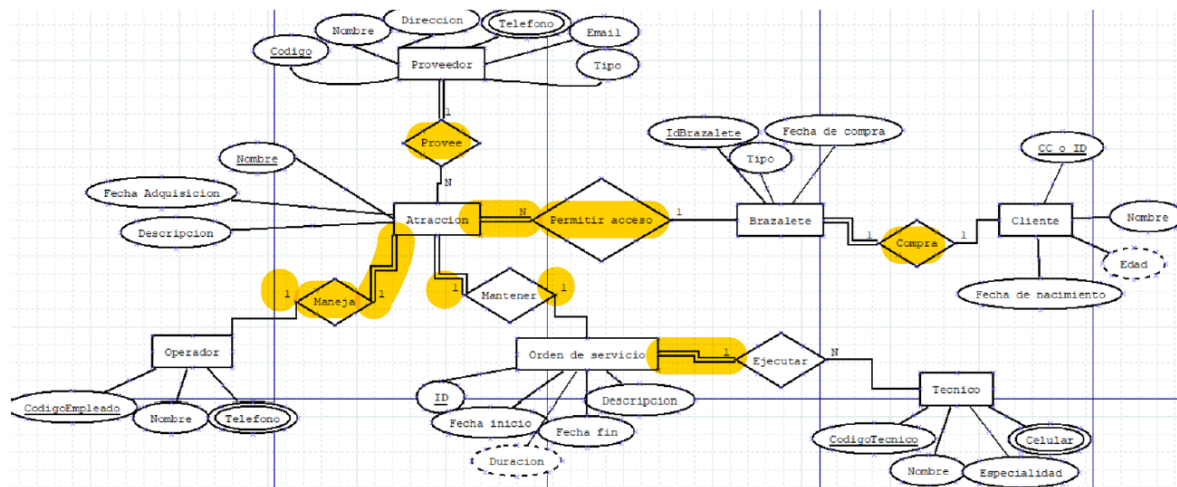 Direccion
Nombre
Telefono
Email
Codigo
Proveedor
Tipo
1
Provee
N
IdBrazalete
Fecha de compra
CC o ID
Nombre
Tipo
Fecha Adquisicion
Atraccion
N
Permitir acceso
1
Brazalete
1
Compra
1
Cliente
Nombre
Descripcion
Edad
1
Maneja
1
1
Mantener
1
Fecha de nacimiento
Operador
Orden de servicio
1
Ejecutar
N
Tecnico
CodigoEmpleado
Nombre
Telefono
ID
Descripcion
Fecha inicio
Fecha fin
Duracion
CodigoTecnico
Celular
Nombre
Especialidad